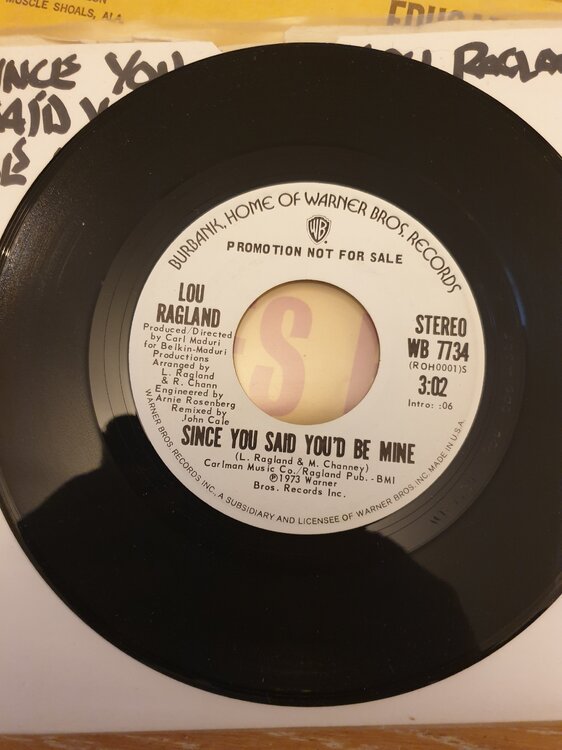 MUSCLE SHOALS, ALA.
INCE YOU
LOU RAGLAN
SAID Y
BURBANK, HOME OF WARNER BROS. RECORDS
WB
PROMOTION NOT FOR SALE
LOU
RAGLAND
Produced/Directed
by Carl Maduri
for Belkin-Maduri
Productions
Arranged by
L. Ragland
& R. Chann
Engineered by
Arnie Rosenberg
Remixed by
John Cale
STEREO
WB 7734
(ROH0001)S
3:02
Intro: :06
SINCE YOU SAID YOU'D BE MINE
(L. Ragland & M. Channey)
Carlman Music Co./Ragland Pub. - BMI
℗1973 Warner
Bros. Records Inc.
WARNER BROS. RECORDS INC., A SUBSIDIARY AND LICENSEE OF WARNER BROS. INC. MADE IN U.S.A.